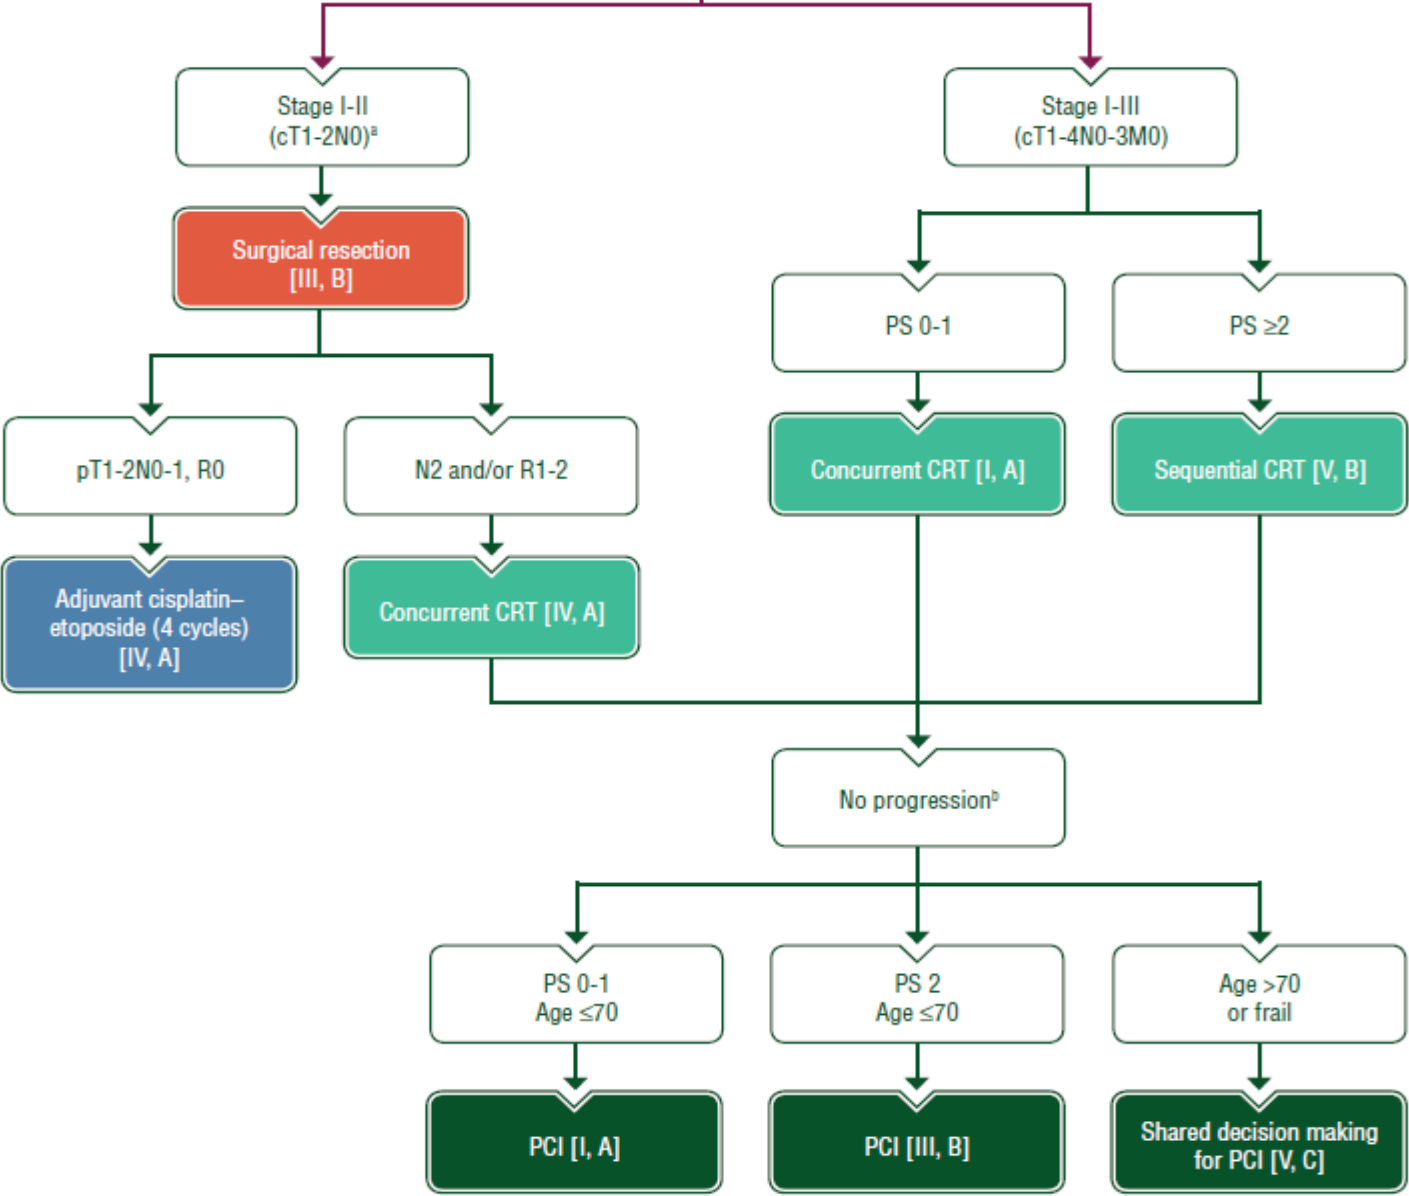 Stage I-II
(cT1-2N0)ᵃ
Stage I-III
(cT1-4N0-3M0)
Surgical resection
[III, B]
PS 0-1
PS ≥2
pT1-2N0-1, R0
N2 and/or R1-2
Concurrent CRT [I, A]
Sequential CRT [V, B]
Adjuvant cisplatin–
etoposide (4 cycles)
[IV, A]
Concurrent CRT [IV, A]
No progressionᵇ
PS 0-1
Age ≤70
PS 2
Age ≤70
Age >70
or frail
PCI [I, A]
PCI [III, B]
Shared decision making
for PCI [V, C]